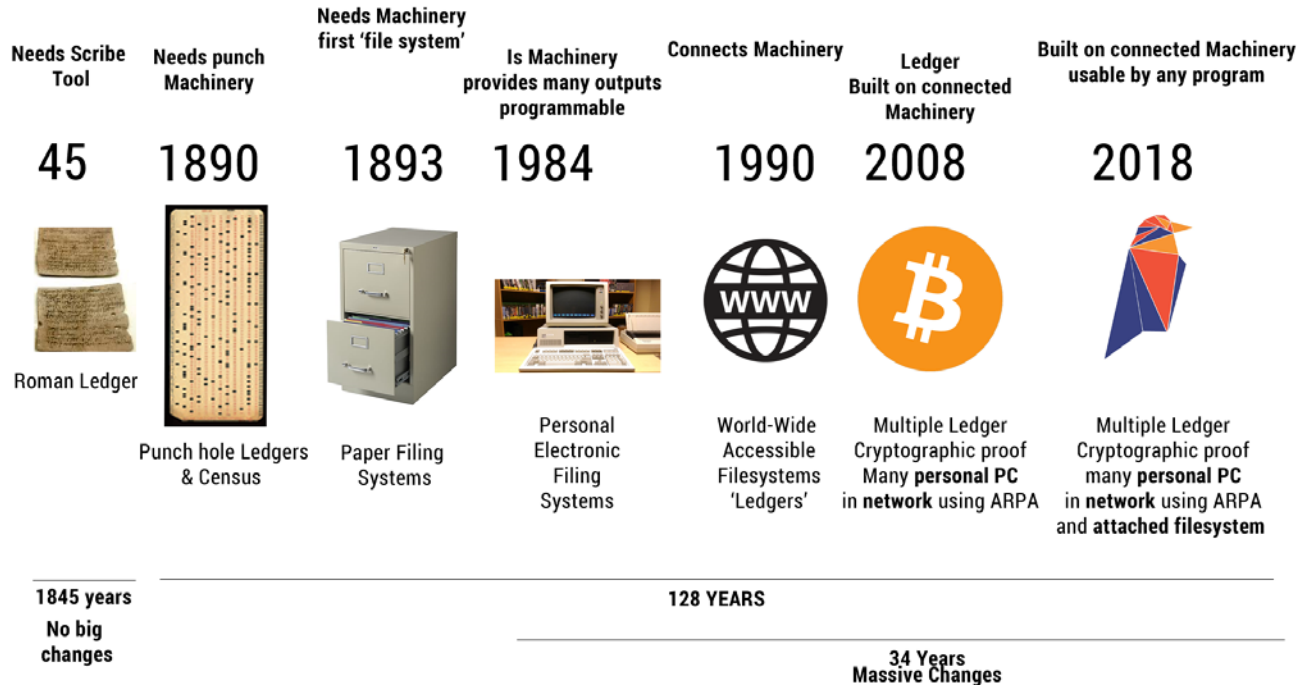 Needs Scribe
Tool
45
Roman Ledger
Needs punch
Machinery
1890
Punch hole Ledgers
& Census
Needs Machinery
first ‘file system’
1893
Paper Filing
Systems
Is Machinery
provides many outputs
programmable
1984
Personal
Electronic
Filing
Systems
Connects Machinery
1990
WWW
World-Wide
Accessible
Filesystems
‘Ledgers’
Ledger
Built on connected
Machinery
2008
Multiple Ledger
Cryptographic proof
Many personal PC
in network using ARPA
Built on connected Machinery
usable by any program
2018
Multiple Ledger
Cryptographic proof
many personal PC
in network using ARPA
and attached filesystem
1845 years
No big
changes
128 YEARS
34 Years
Massive Changes